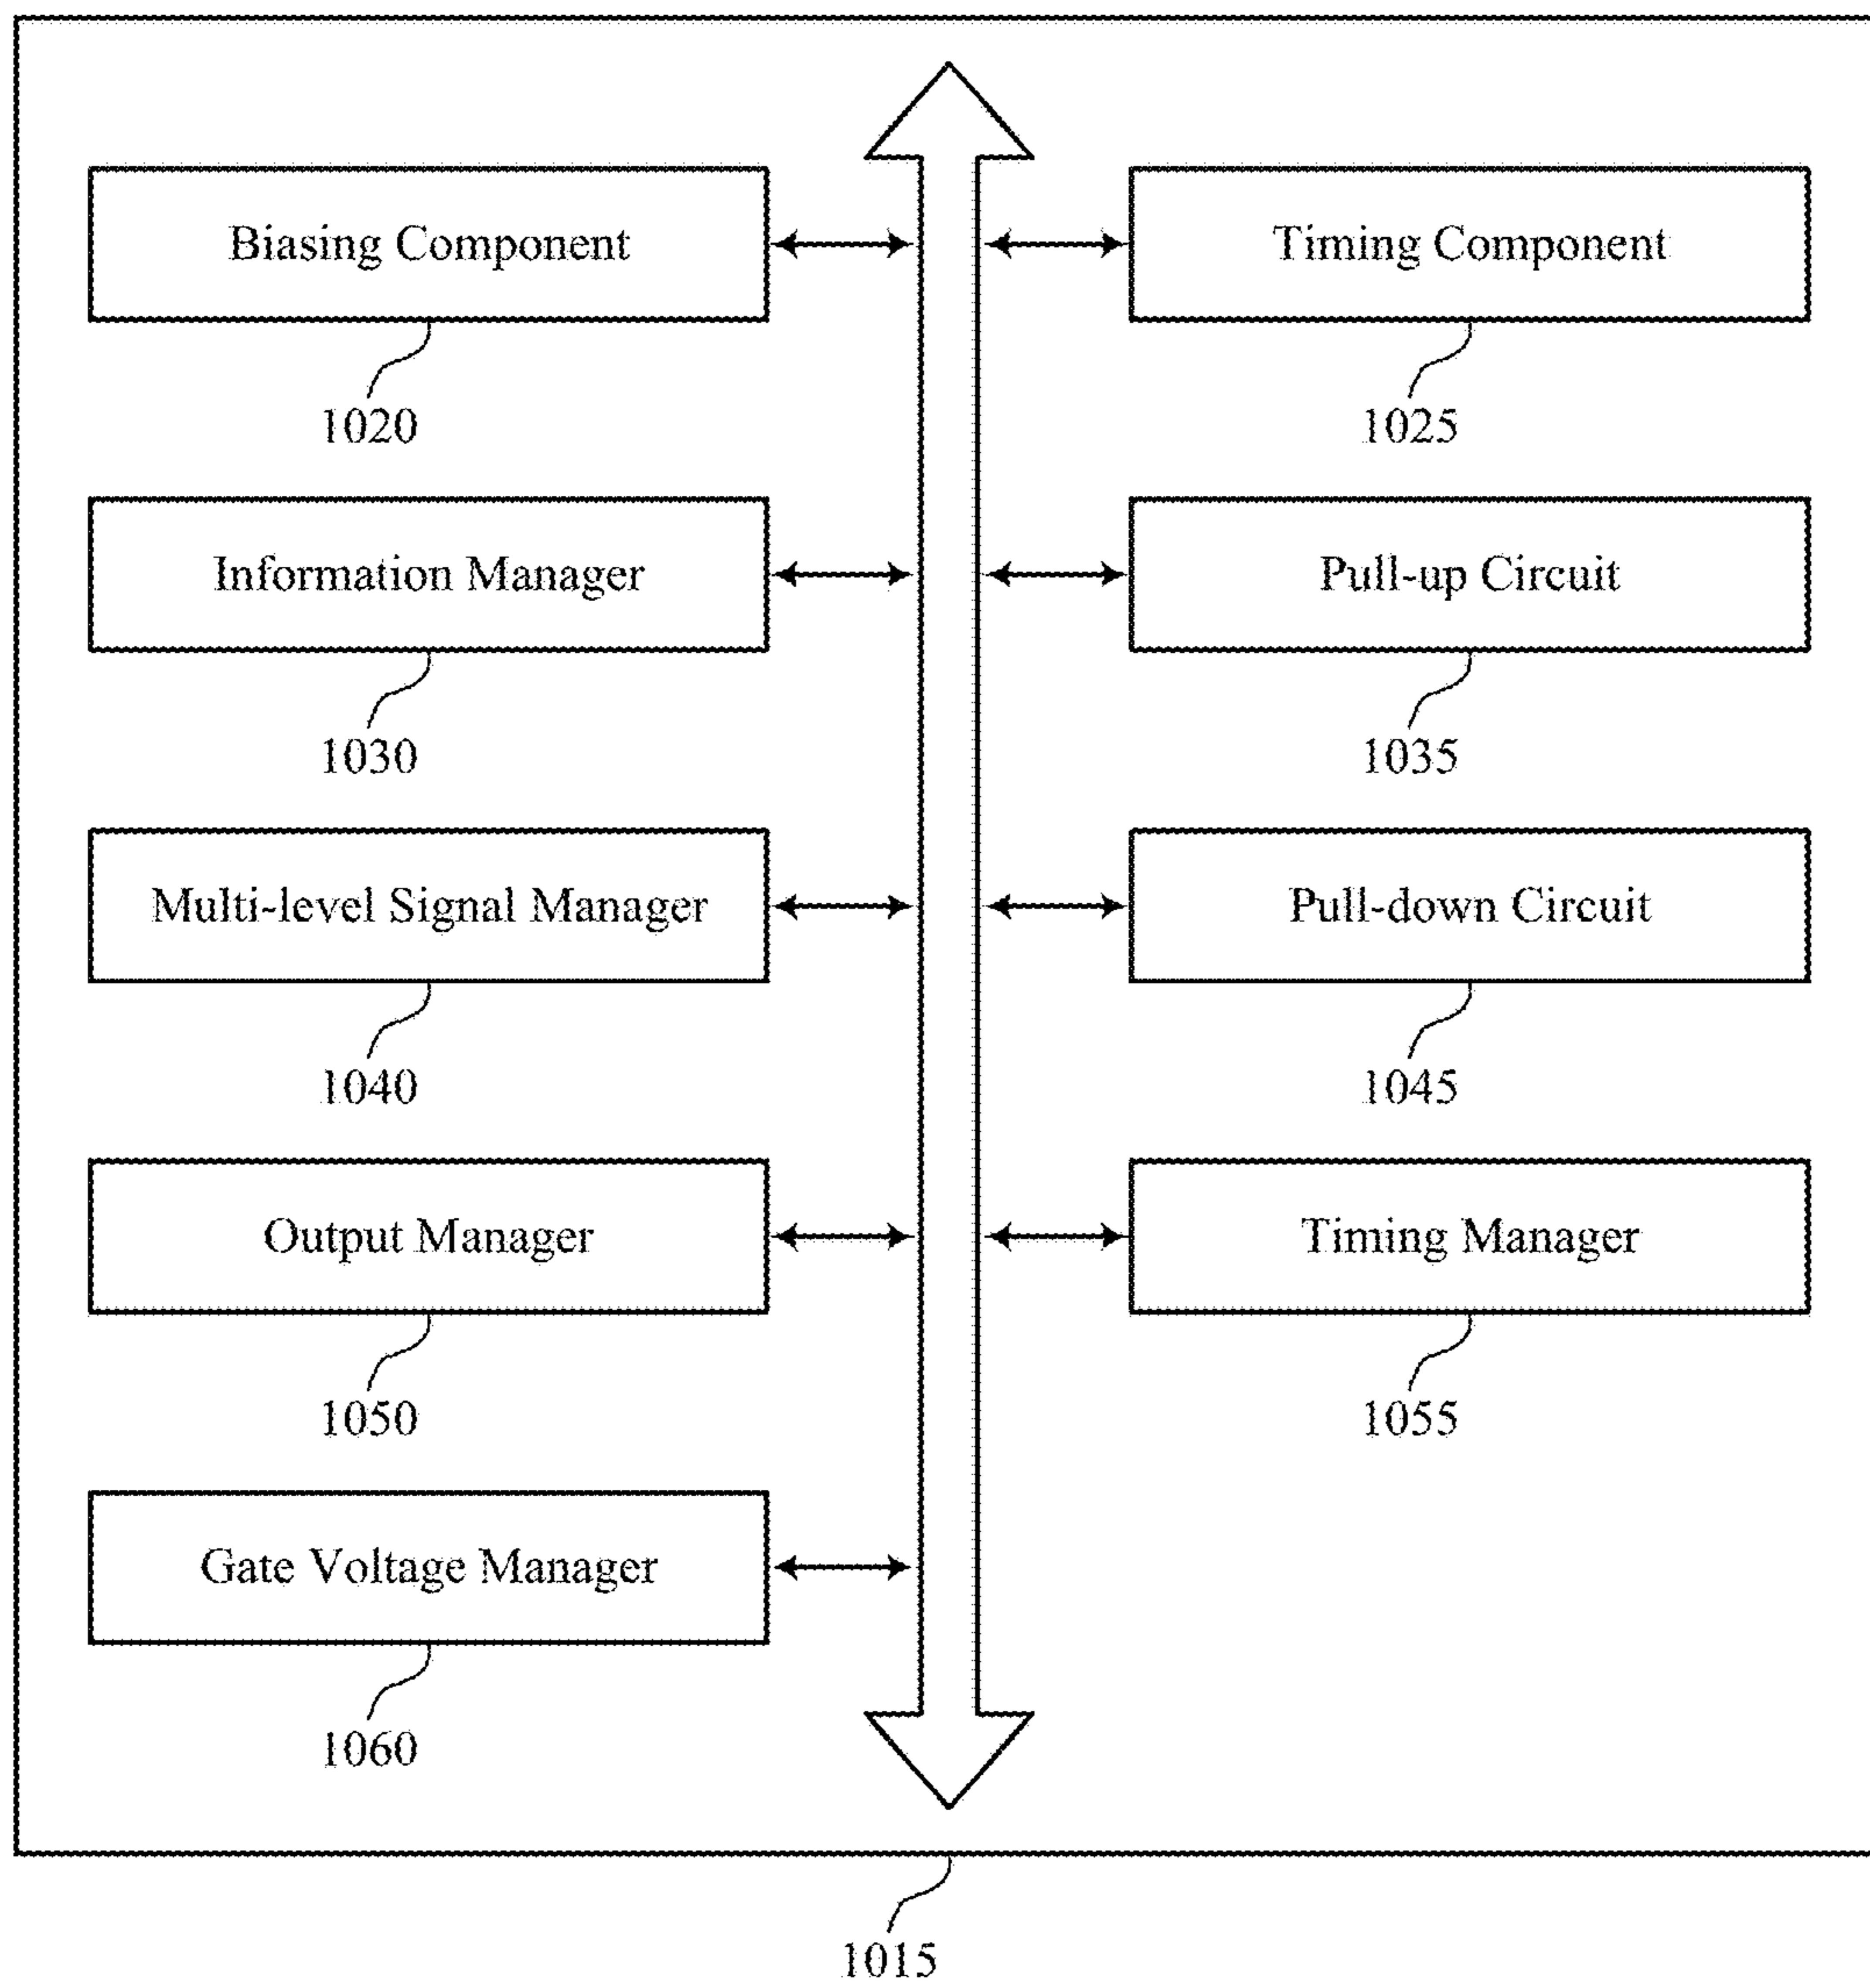 Biasing Component
Timing Component
1020
1025
Information Manager
Pull-up Circuit
1030
1035
Multi-level Signal Manager
Pull-down Circuit
1040
1045
Output Manager
Timing Manager
1050
1055
Gate Voltage Manager
1060
1015